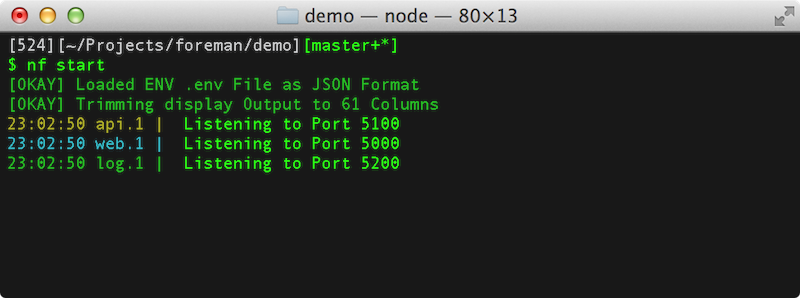 demo — node — 80×13
[524][~/Projects/foreman/demo][master+*]
$ nf start
[OKAY] Loaded ENV .env File as JSON Format
[OKAY] Trimming display Output to 61 Columns
23:02:50 api.1 |  Listening to Port 5100
23:02:50 web.1 |  Listening to Port 5000
23:02:50 log.1 |  Listening to Port 5200